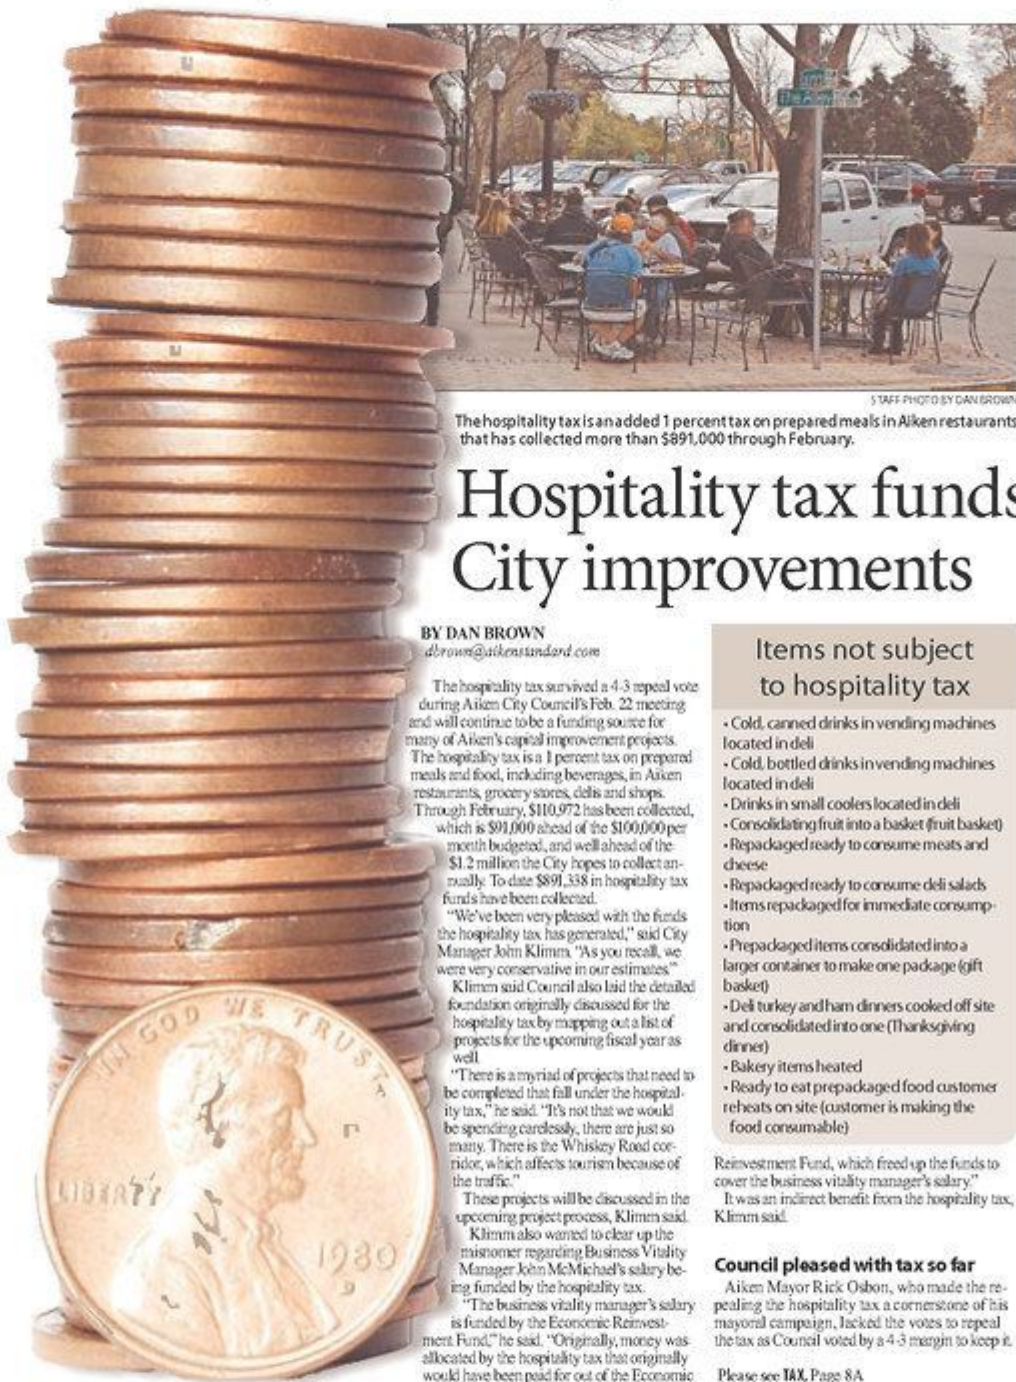 STAFF PHOTO BY DAN BROWN
The hospitality tax is an added 1 percent tax on prepared meals in Aiken restaurants
that has collected more than $891,000 through February.
Hospitality tax funds
City improvements
BY DAN BROWN
dbrown@aikenstandard.com
The hospitality tax survived a 4-3 repeal vote
during Aiken City Council's Feb. 22 meeting
and will continue to be a funding source for
many of Aiken's capital improvement projects.
The hospitality tax is a 1 percent tax on prepared
meals and food, including beverages, in Aiken
restaurants, grocery stores, delis and shops.
Through February, $110,972 has been collected,
which is $91,000 ahead of the $100,000 per
month budgeted, and well ahead of the
$1.2 million the City hopes to collect an-
nually. To date $891,338 in hospitality tax
funds have been collected.
"We've been very pleased with the funds
the hospitality tax has generated," said City
Manager John Klimm. "As you recall, we
were very conservative in our estimates."
Klimm said Council also laid the detailed
foundation originally discussed for the
hospitality tax by mapping out a list of
projects for the upcoming fiscal year as
well.
"There is a myriad of projects that need to
be completed that fall under the hospital-
ity tax," he said. "It's not that we would
be spending carelessly, there are just so
many. There is the Whiskey Road cor-
ridor, which affects tourism because of
the traffic."
These projects will be discussed in the
upcoming project process, Klimm said.
Klimm also wanted to clear up the
misnomer regarding Business Vitality
Manager John McMichael's salary be-
ing funded by the hospitality tax.
"The business vitality manager's salary
is funded by the Economic Reinvest-
ment Fund," he said. "Originally, money was
allocated by the hospitality tax that originally
would have been paid for out of the Economic
Items not subject
to hospitality tax
• Cold, canned drinks in vending machines
located in deli
• Cold, bottled drinks in vending machines
located in deli
• Drinks in small coolers located in deli
• Consolidating fruit into a basket (fruit basket)
• Repackaged ready to consume meats and
cheese
• Repackaged ready to consume deli salads
• Items repackaged for immediate consump-
tion
• Prepackaged items consolidated into a
larger container to make one package (gift
basket)
• Deli turkey and ham dinners cooked off site
and consolidated into one (Thanksgiving
dinner)
• Bakery items heated
• Ready to eat prepackaged food customer
reheats on site (customer is making the
food consumable)
Reinvestment Fund, which freed up the funds to
cover the business vitality manager's salary."
It was an indirect benefit from the hospitality tax,
Klimm said.
Council pleased with tax so far
Aiken Mayor Rick Osbon, who made the re-
pealing the hospitality tax a cornerstone of his
mayoral campaign, lacked the votes to repeal
the tax as Council voted by a 4-3 margin to keep it.
Please see TAX, Page 8A
IN GOD WE TRUST
LIBERTY
1980
D